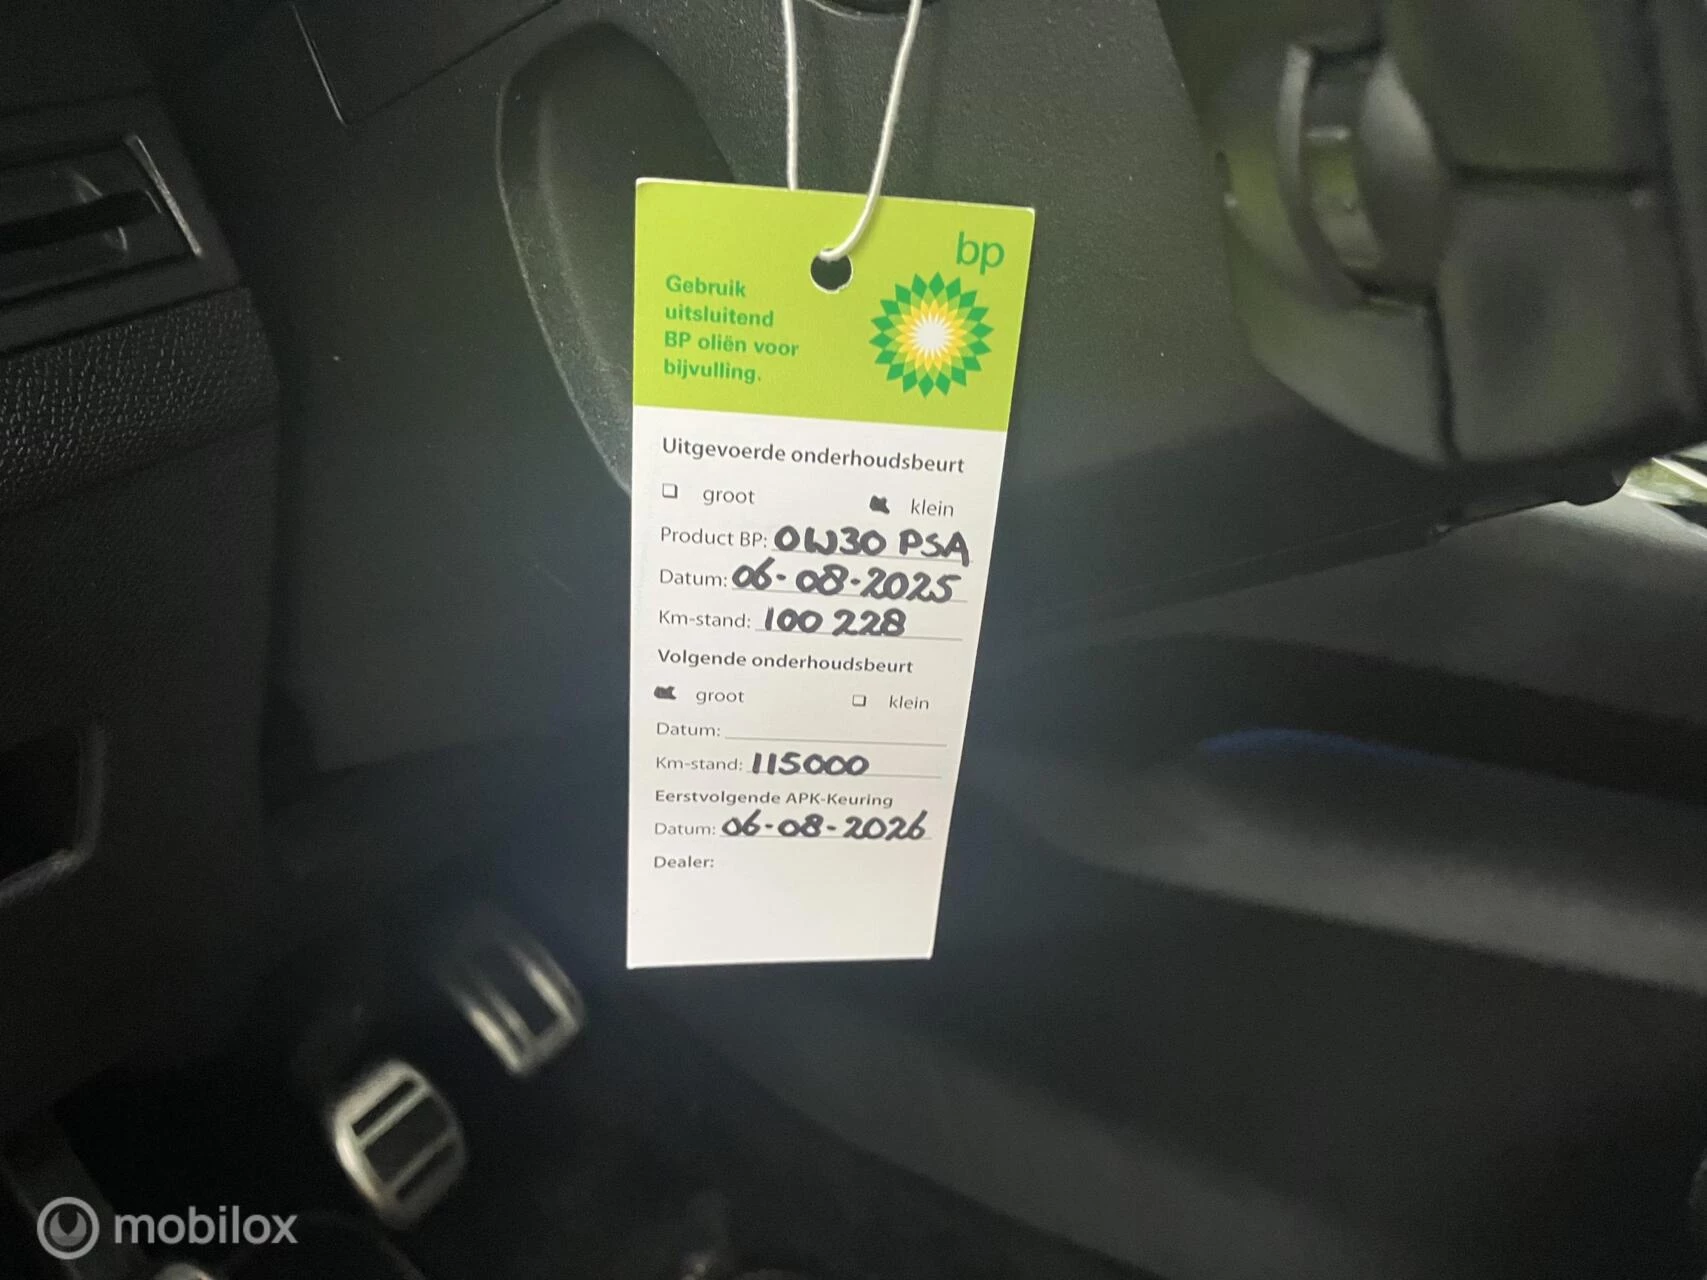 bp
Gebruik
uitsluitend
BP oliën voor
bijvulling.
Uitgevoerde onderhoudsbeurt
groot klein
Product BP: 0W30 PSA
Datum: 06-08-2025
Km-stand: 100 228
Volgende onderhoudsbeurt
groot klein
Datum:
Km-stand: 115000
Eerstvolgende APK-Keuring
Datum: 06-08-2026
Dealer:
mobilox